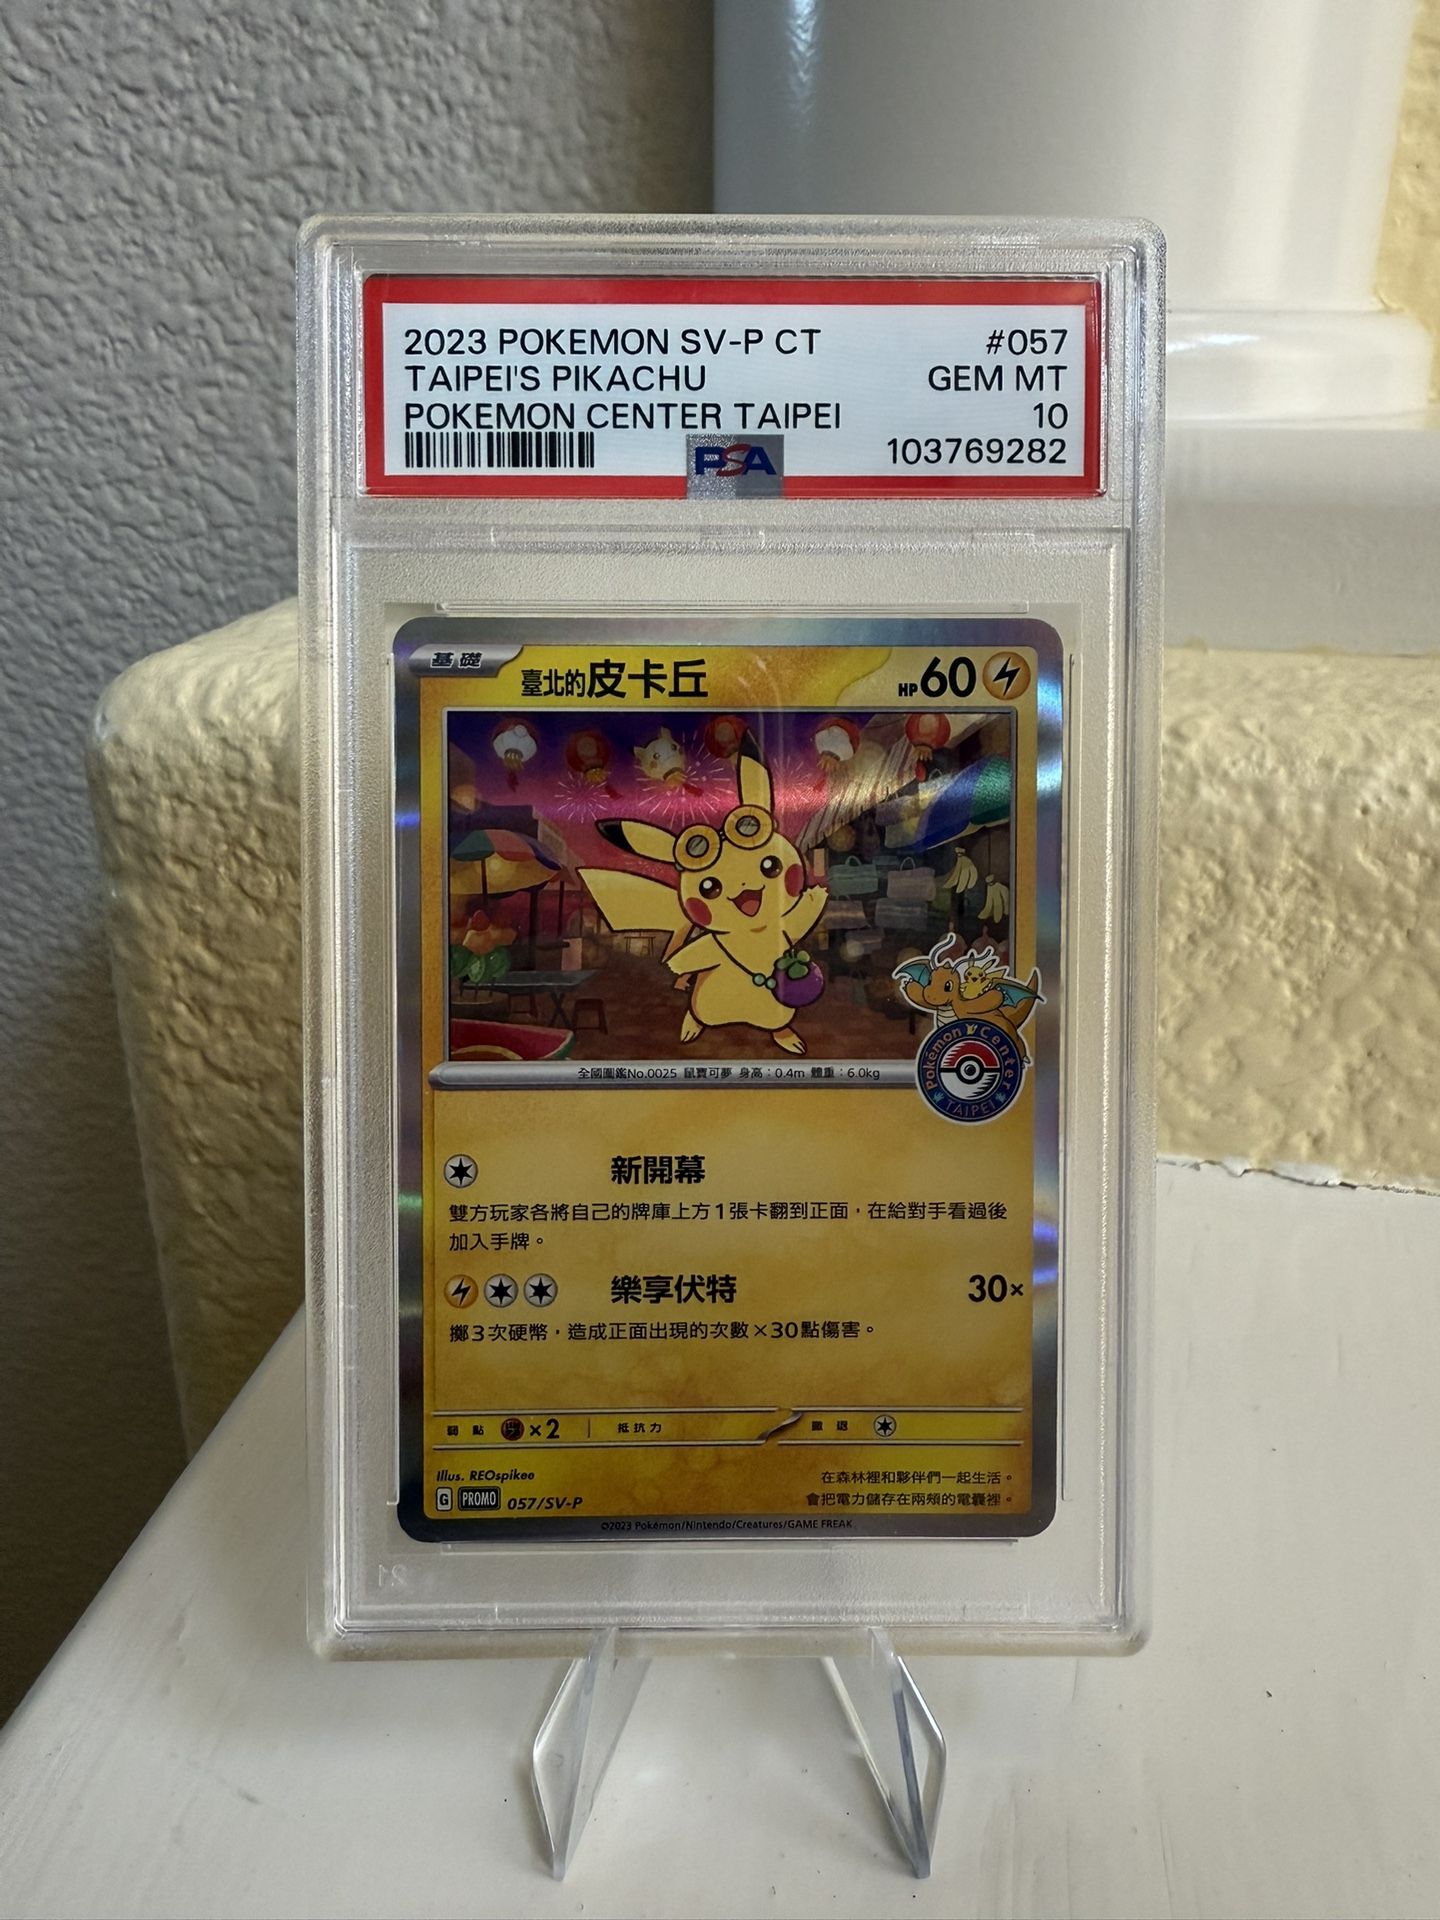 2023 POKEMON SV-P CT #057
TAIPEI'S PIKACHU GEM MT
POKEMON CENTER TAIPEI 10
PSA 103769282
基礎 臺北的皮卡丘 HP60
Pokémon Center
TAIPEI
全國圖鑑No.0025 鼠寶可夢 身高：0.4m 體重：6.0kg
新開幕
雙方玩家各將自己的牌庫上方1張卡翻到正面，在給對手看過後
加入手牌。
樂享伏特 30×
擲3次硬幣，造成正面出現的次數×30點傷害。
弱點 ×2 抵抗力 撤退
Illus. REOspikee
在森林裡和夥伴們一起生活。
G PROMO 057/SV-P
會把電力儲存在兩頰的電囊裡。
©2023 Pokémon/Nintendo/Creatures/GAME FREAK
21